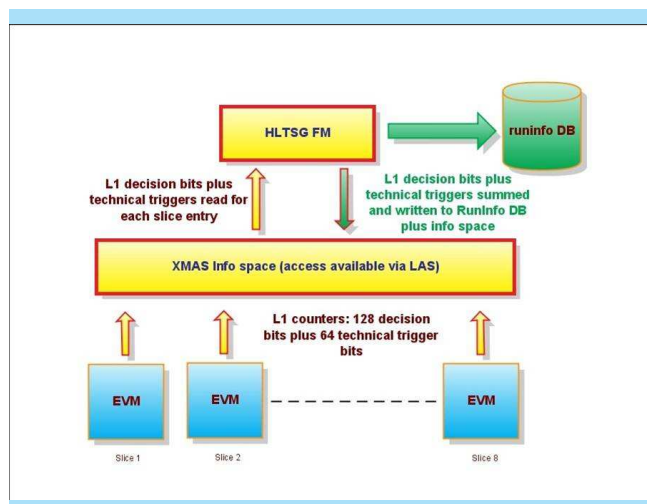 HLTSG FM
runinfo DB
L1 decision bits plus
technical triggers read for
each slice entry
L1 decision bits plus
technical triggers summed
and written to RunInfo DB
plus info space
XMAS Info space (access available via LAS)
L1 counters: 128 decision
bits plus 64 technical trigger
bits
EVM
EVM
EVM
Slice 1
Slice 2
Slice 8